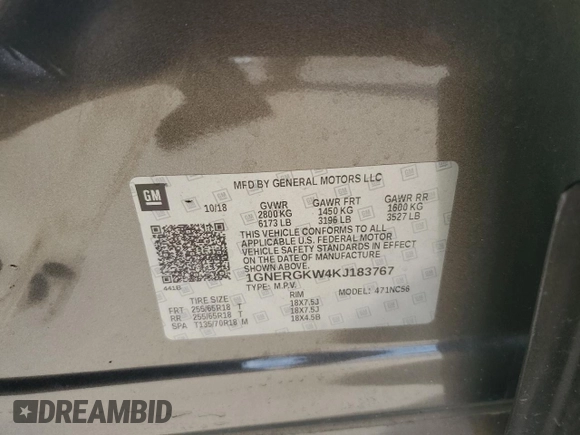 MFD BY GENERAL MOTORS LLC
GM
10/18
GVWR GAWR FRT GAWR RR
2800 KG 1450 KG 1600 KG
6173 LB 3196 LB 3527 LB
THIS VEHICLE CONFORMS TO ALL
APPLICABLE U.S. FEDERAL MOTOR
VEHICLE SAFETY STANDARDS IN EFFECT
ON THE DATE OF MANUFACTURE
SHOWN ABOVE.
1GNERGKW4KJ183767
441B
TYPE: M.P.V. MODEL: 471NC56
TIRE SIZE RIM
FRT 255/65R18 T 18X7.5J
RR 255/65R18 T 18X7.5J
SPA T135/70R18 M 18X4.5B
DREAMBID